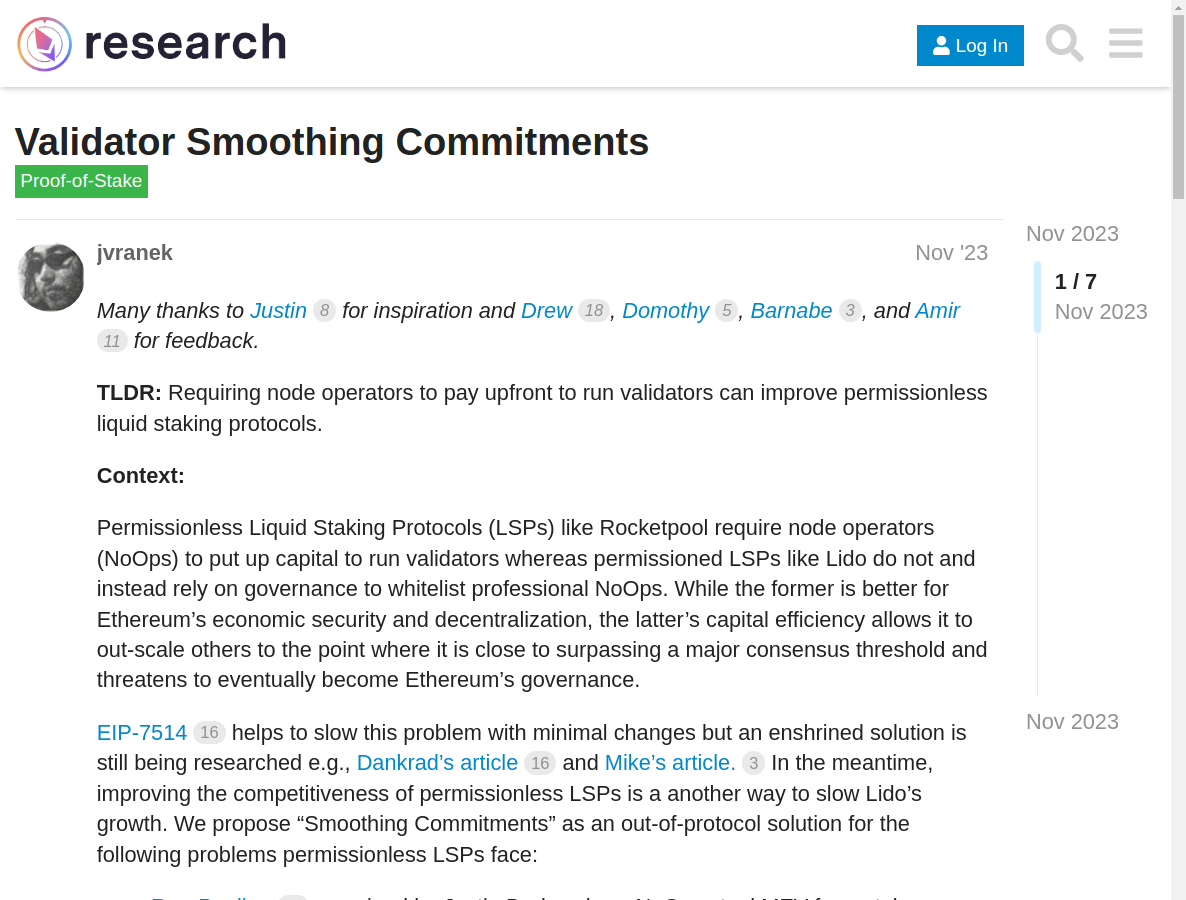 research
Log In
Validator Smoothing Commitments
Proof-of-Stake
Nov 2023
jvranek
Nov '23
1 / 7
Nov 2023
Many thanks to Justin 8 for inspiration and Drew 18, Domothy 5, Barnabe 3, and Amir
11 for feedback.
TLDR: Requiring node operators to pay upfront to run validators can improve permissionless
liquid staking protocols.
Context:
Permissionless Liquid Staking Protocols (LSPs) like Rocketpool require node operators
(NoOps) to put up capital to run validators whereas permissioned LSPs like Lido do not and
instead rely on governance to whitelist professional NoOps. While the former is better for
Ethereum’s economic security and decentralization, the latter’s capital efficiency allows it to
out-scale others to the point where it is close to surpassing a major consensus threshold and
threatens to eventually become Ethereum’s governance.
Nov 2023
EIP-7514 16 helps to slow this problem with minimal changes but an enshrined solution is
still being researched e.g., Dankrad’s article 16 and Mike’s article. 3 In the meantime,
improving the competitiveness of permissionless LSPs is a another way to slow Lido’s
growth. We propose “Smoothing Commitments” as an out-of-protocol solution for the
following problems permissionless LSPs face: